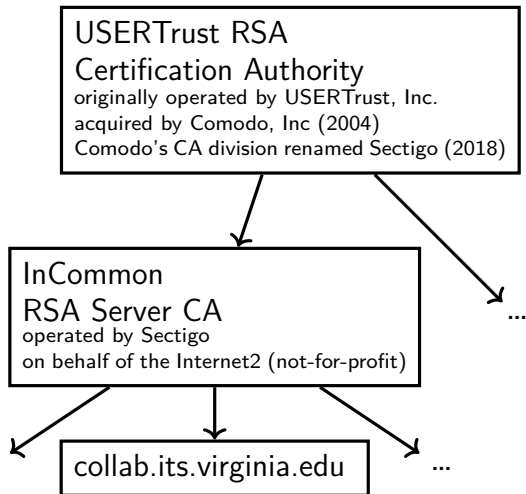 USERTrust RSA
Certification Authority
originally operated by USERTrust, Inc.
acquired by Comodo, Inc (2004)
Comodo's CA division renamed Sectigo (2018)
...
InCommon
RSA Server CA
operated by Sectigo
on behalf of the Internet2 (not-for-profit)
collab.its.virginia.edu
...